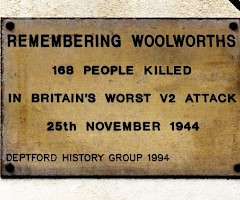 REMEMBERING WOOLWORTHS
168 PEOPLE KILLED
IN BRITAIN'S WORST V2 ATTACK
25th NOVEMBER 1944
DEPTFORD HISTORY GROUP 1994